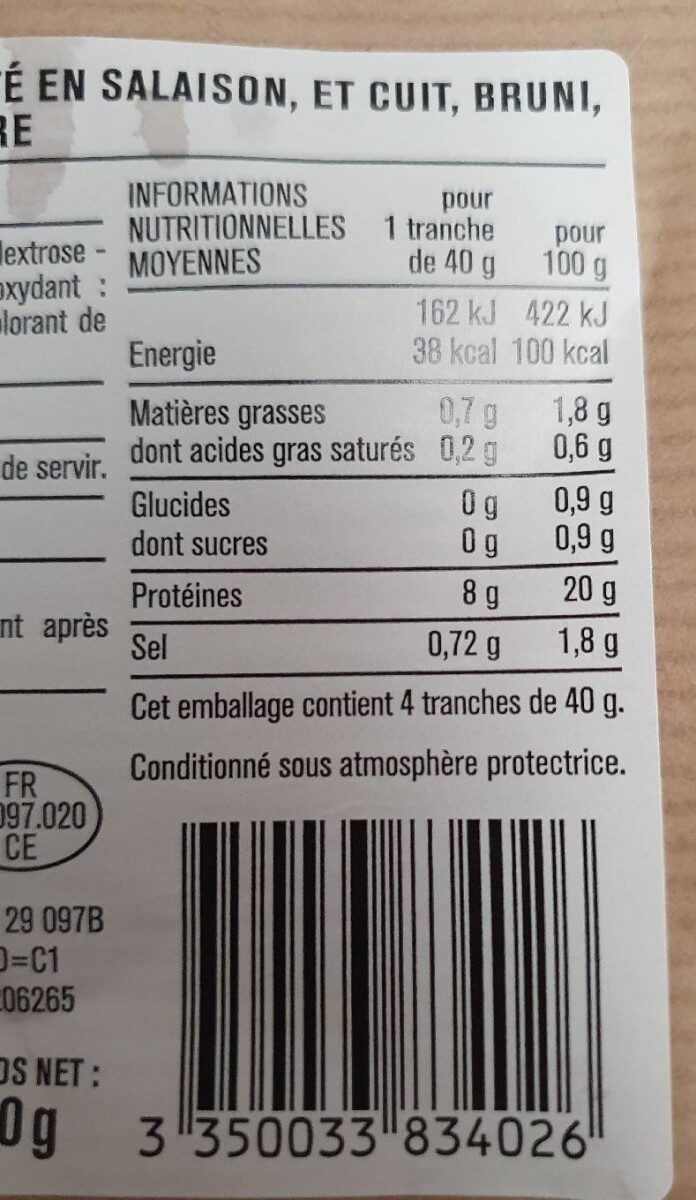 É EN SALAISON, ET CUIT, BRUNI,
RE
INFORMATIONS NUTRITIONNELLES MOYENNES
pour 1 tranche de 40 g
pour 100 g
Energie 162 kJ 422 kJ
38 kcal 100 kcal
Matières grasses 0,7 g 1,8 g
dont acides gras saturés 0,2 g 0,6 g
Glucides 0 g 0,9 g
dont sucres 0 g 0,9 g
Protéines 8 g 20 g
Sel 0,72 g 1,8 g
Cet emballage contient 4 tranches de 40 g.
Conditionné sous atmosphère protectrice.
dextrose -
oxydant :
lorant de
de servir.
nt après
FR
097.020
CE
29 097B
=C1
06265
DS NET :
0 g
3 350033 834026